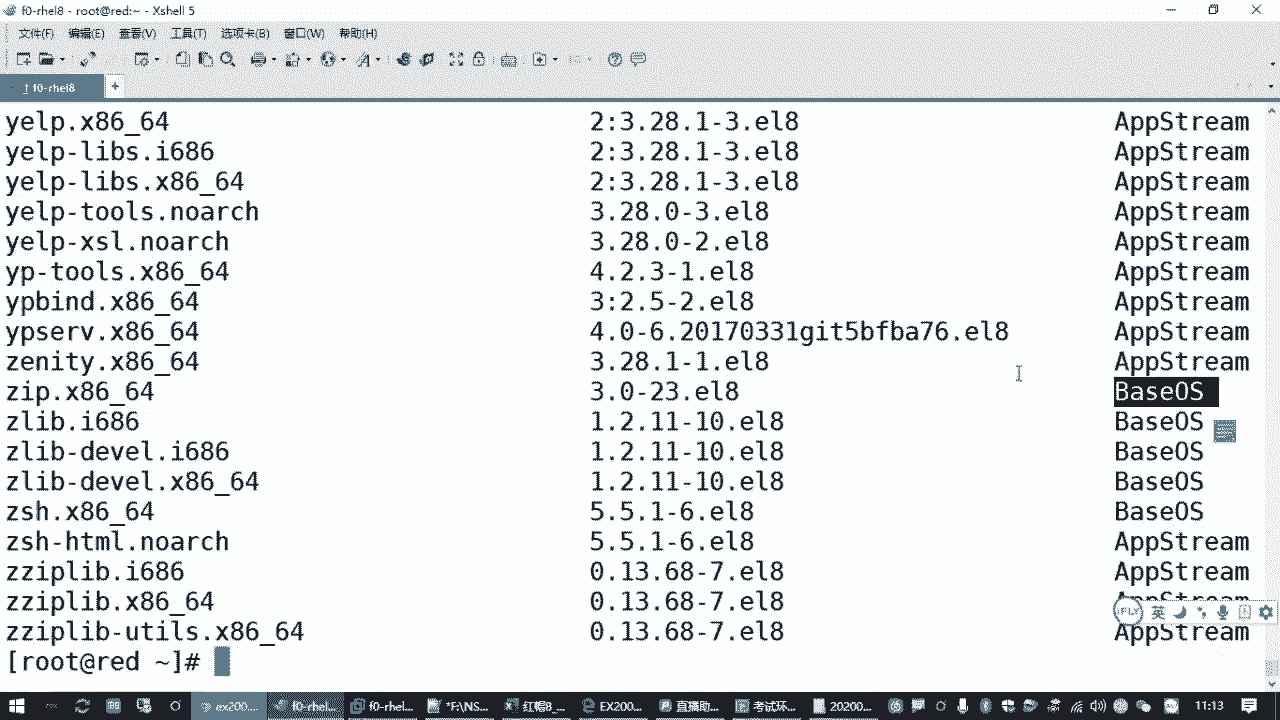 f0-rhel8 - root@red:~ - Xshell 5
文件(F) 编辑(E) 查看(V) 工具(T) 选项卡(B) 窗口(W) 帮助(H)
1 f0-rhel8
yelp.x86_64 2:3.28.1-3.el8 AppStream
yelp-libs.i686 2:3.28.1-3.el8 AppStream
yelp-libs.x86_64 2:3.28.1-3.el8 AppStream
yelp-tools.noarch 3.28.0-3.el8 AppStream
yelp-xsl.noarch 3.28.0-2.el8 AppStream
yp-tools.x86_64 4.2.3-1.el8 AppStream
ypbind.x86_64 3:2.5-2.el8 AppStream
ypserv.x86_64 4.0-6.20170331git5bfba76.el8 AppStream
zenity.x86_64 3.28.1-1.el8 AppStream
zip.x86_64 3.0-23.el8 BaseOS
zlib.i686 1.2.11-10.el8 BaseOS
zlib-devel.i686 1.2.11-10.el8 BaseOS
zlib-devel.x86_64 1.2.11-10.el8 BaseOS
zsh.x86_64 5.5.1-6.el8 BaseOS
zsh-html.noarch 5.5.1-6.el8 AppStream
zziplib.i686 0.13.68-7.el8 AppStream
zziplib.x86_64 0.13.68-7.el8 AppStream
zziplib-utils.x86_64 0.13.68-7.el8 AppStream
[root@red ~]#
iFLY 英
ex200... f0-rhel... f0-rhel... *F:\NS... 红帽8_... EX200... 直播助... 考试环... 20200... 11:13